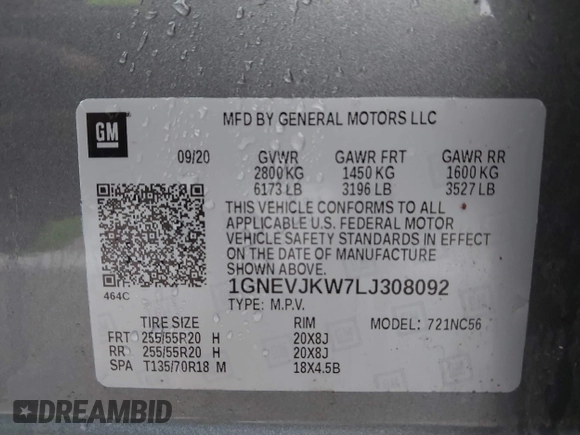 GM
MFD BY GENERAL MOTORS LLC
09/20 GVWR GAWR FRT GAWR RR
2800 KG 1450 KG 1600 KG
6173 LB 3196 LB 3527 LB
THIS VEHICLE CONFORMS TO ALL
APPLICABLE U.S. FEDERAL MOTOR
VEHICLE SAFETY STANDARDS IN EFFECT
ON THE DATE OF MANUFACTURE
SHOWN ABOVE.
464C
1GNEVJKW7LJ308092
TYPE: M.P.V.
TIRE SIZE RIM MODEL: 721NC56
FRT 255/55R20 H 20X8J
RR 255/55R20 H 20X8J
SPA T135/70R18 M 18X4.5B
DREAMBID